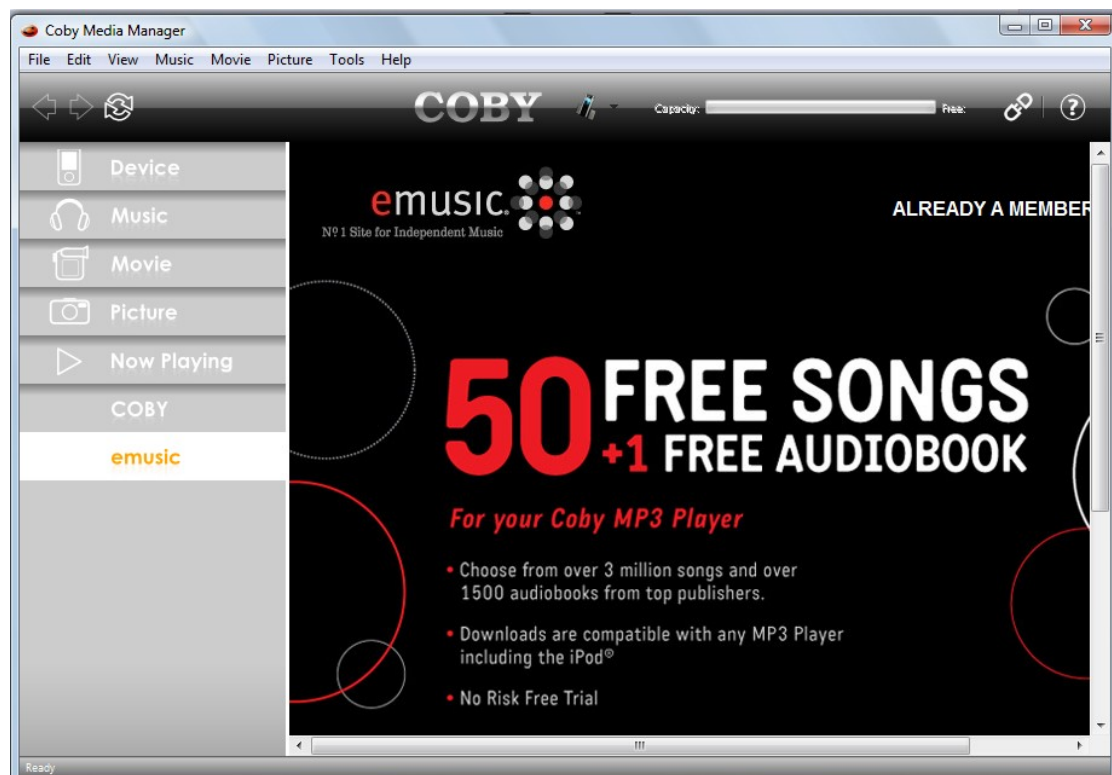 Coby Media Manager
File Edit View Music Movie Picture Tools Help
COBY Capacity: Free:
Device
Music
Movie
Picture
Now Playing
COBY
emusic
emusic.
Nº1 Site for Independent Music
ALREADY A MEMBER
50 FREE SONGS
+1 FREE AUDIOBOOK
For your Coby MP3 Player
• Choose from over 3 million songs and over
1500 audiobooks from top publishers.
• Downloads are compatible with any MP3 Player
including the iPod®
• No Risk Free Trial
Ready